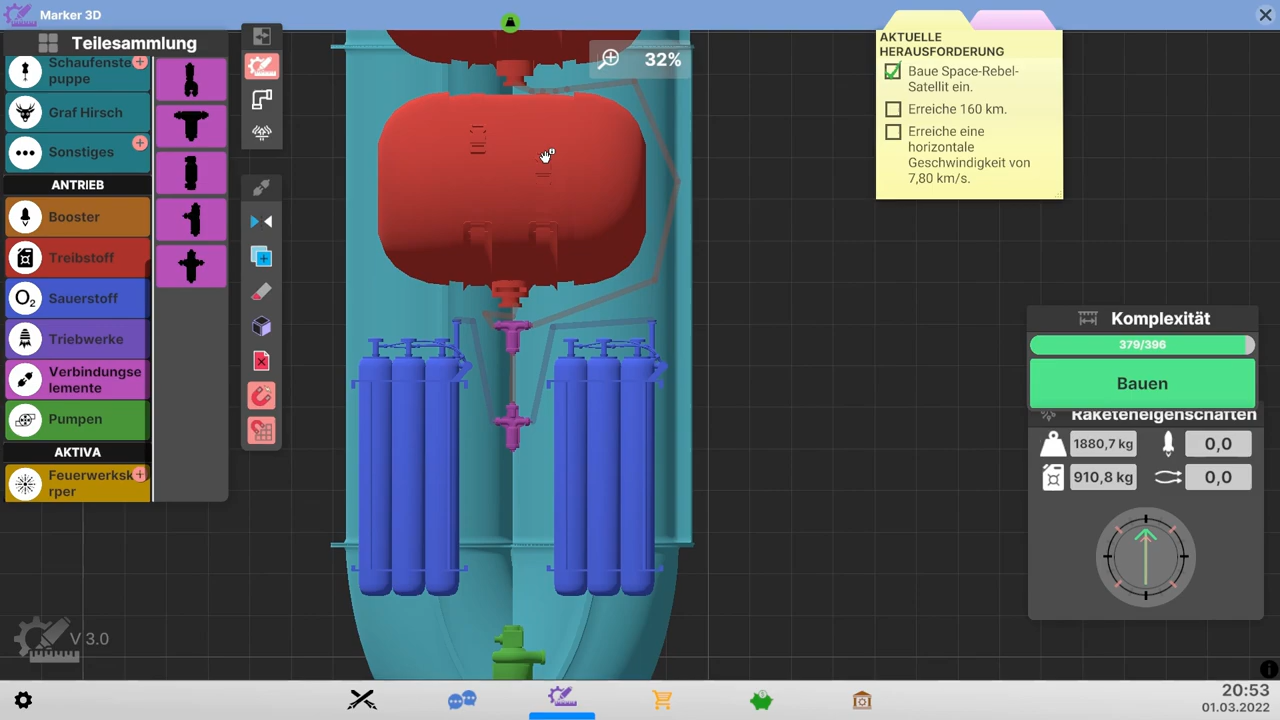 Marker 3D
Teilesammlung
Schaufenste
puppe
Graf Hirsch
Sonstiges
ANTRIEB
Booster
Treibstoff
O2
Sauerstoff
Triebwerke
Verbindungse
lemente
Pumpen
AKTIVA
Feuerwerksk
rper
V 3.0
32%
AKTUELLE
HERAUSFORDERUNG
Baue Space-Rebel-
Satellit ein.
Erreiche 160 km.
Erreiche eine
horizontale
Geschwindigkeit von
7,80 km/s.
Komplexität
379/396
Bauen
Raketeneigenschaften
1880,7 kg
0,0
910,8 kg
0,0
20:53
01.03.2022